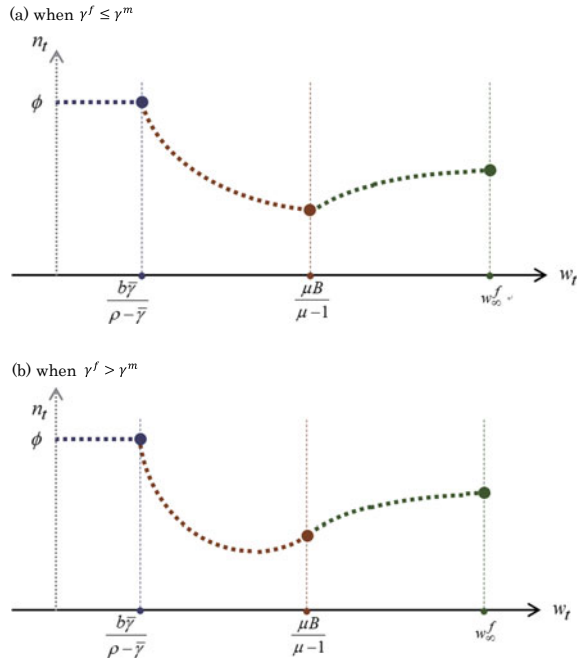 (a) when γ^f ≤ γ^m
n_t
ϕ
bγ̅/(ρ−γ̅)
μB/(μ−1)
w^f_∞
w_t
(b) when γ^f > γ^m
n_t
ϕ
bγ̅/(ρ−γ̅)
μB/(μ−1)
w^f_∞
w_t